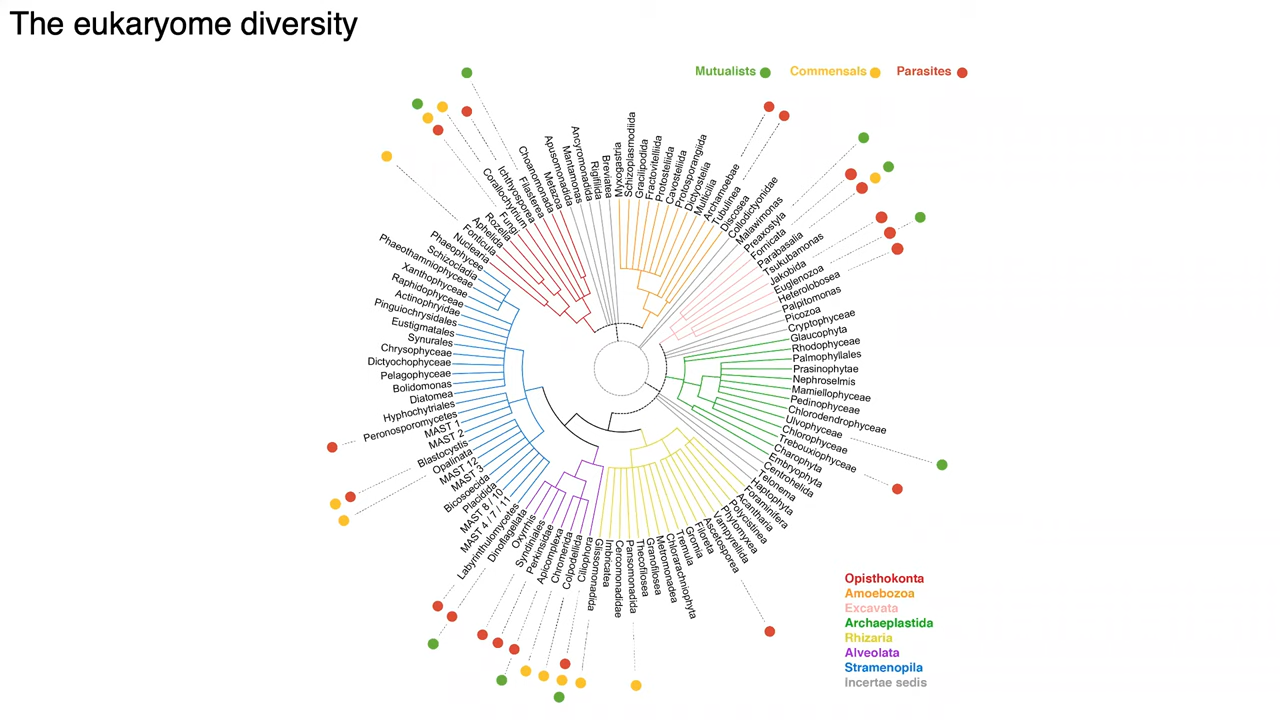 The eukaryome diversity
Mutualists
Commensals
Parasites
Myxogastria
Schizoplasmodiida
Gracilipodida
Fractovitelliida
Protosteliida
Cavosteliida
Protosporangiida
Dictyostelia
Multicilia
Archamoebae
Tubulinea
Discosea
Collodictyonidae
Malawimonas
Preaxostyla
Fornicata
Parabasalia
Tsukubamonas
Jakobida
Euglenozoa
Heterolobosea
Palpitomonas
Picozoa
Cryptophyceae
Glaucophyta
Rhodophyceae
Palmophyllales
Prasinophytae
Nephroselmis
Mamiellophyceae
Pedinophyceae
Chlorodendrophyceae
Ulvophyceae
Chlorophyceae
Trebouxiophyceae
Charophyta
Embryophyta
Centrohelida
Telonema
Haptophyta
Foraminifera
Acantharia
Polycistinea
Phylomyxea
Vampyrellida
Ascetosporea
Filoreta
Gromia
Tremula
Chlorarachniophyta
Metromonadea
Granofilosea
Thecofilosea
Pansomonadida
Cercomonadidae
Imbricatea
Glissomonadida
Ciliophora
Colpodellida
Chromerida
Apicomplexa
Perkinsidae
Syndiniales
Oxyrrhis
Dinoflagellata
Labyrinthulomycetes
MAST 4 / 7 / 11
MAST 8 / 10
Placidida
Bicosoecida
MAST 3
MAST 12
Opalinata
Blastocystis
MAST 2
MAST 1
Peronosporomycetes
Hyphochytriales
Diatomea
Bolidomonas
Pelagophyceae
Dictyochophyceae
Chrysophyceae
Synurales
Eustigmatales
Pinguiochrysidales
Actinophryidae
Raphidophyceae
Xanthophyceae
Phaeothamniophyceae
Schizocladia
Phaeophycee
Nuclearia
Fonticula
Aphelida
Rozella
Fungi
Corallochytrium
Ichthyosporea
Filasterea
Choanomonada
Metazoa
Apusomonadida
Mantamonas
Ancyromonadida
Rigifilida
Breviatea
Opisthokonta
Amoebozoa
Excavata
Archaeplastida
Rhizaria
Alveolata
Stramenopila
Incertae sedis